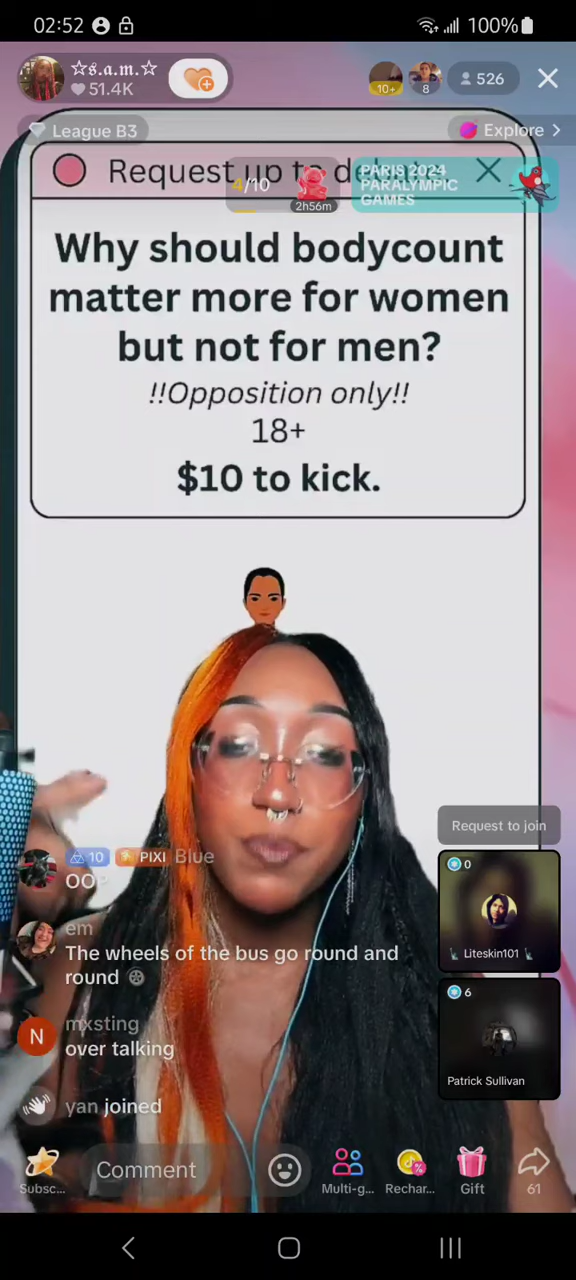 02:52
100%
☆𝔰.𝔞.𝔪.☆
51.4K
10+
8
526
League B3
Explore
Request up to debate
4/10
2h56m
PARIS 2024
PARALYMPIC
GAMES
Why should bodycount
matter more for women
but not for men?
!!Opposition only!!
18+
$10 to kick.
Request to join
0
Liteskin101
6
Patrick Sullivan
10 PIXI Blue
OOP
em
The wheels of the bus go round and
round
N
mxsting
over talking
yan joined
Subsc...
Comment
Multi-g...
Rechar...
Gift
61